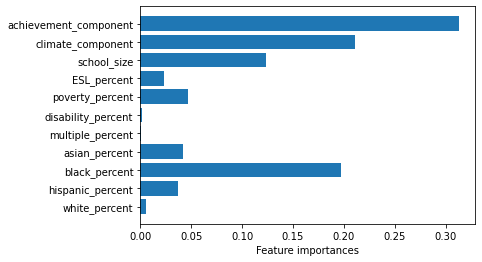 achievement_component
climate_component
school_size
ESL_percent
poverty_percent
disability_percent
multiple_percent
asian_percent
black_percent
hispanic_percent
white_percent
0.00 0.05 0.10 0.15 0.20 0.25 0.30
Feature importances